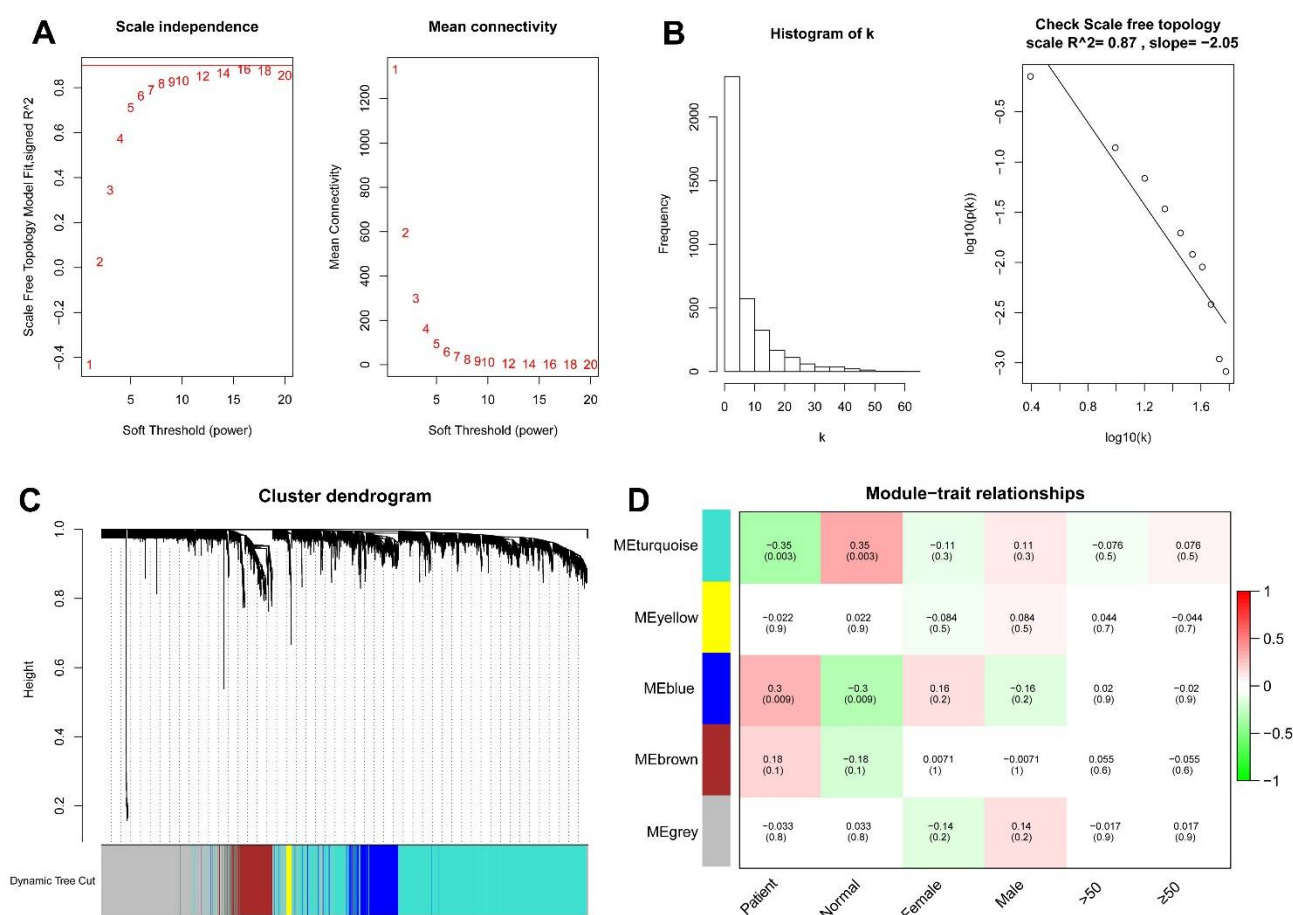 A
Scale independence
Scale Free Topology Model Fit,signed R^2
0.8
0.6
0.4
0.2
0.0
−0.2
−0.4
1
2
3
4
5
6
7
8
9
10
12
14
16
18
20
5
10
15
20
Soft Threshold (power)
Mean connectivity
Mean Connectivity
1200
1000
800
600
400
200
0
1
2
3
4
5
6
7
8
9
10
12
14
16
18
20
5
10
15
20
Soft Threshold (power)
B
Histogram of k
Frequency
2000
1500
1000
500
0
0
10
20
30
40
50
60
k
Check Scale free topology
scale R^2= 0.87 , slope= −2.05
log10(p(k))
−0.5
−1.0
−1.5
−2.0
−2.5
−3.0
0.4
0.8
1.2
1.6
log10(k)
C
Cluster dendrogram
Height
1.0
0.8
0.6
0.4
0.2
Dynamic Tree Cut
D
Module−trait relationships
MEturquoise
−0.35 0.35 −0.11 0.11 −0.076 0.076
(0.003) (0.003) (0.3) (0.3) (0.5) (0.5)
MEyellow
−0.022 0.022 −0.084 0.084 0.044 −0.044
(0.9) (0.9) (0.5) (0.5) (0.7) (0.7)
MEblue
0.3 −0.3 0.16 −0.16 0.02 −0.02
(0.009) (0.009) (0.2) (0.2) (0.9) (0.9)
MEbrown
0.18 −0.18 0.0071 −0.0071 0.055 −0.055
(0.1) (0.1) (1) (1) (0.6) (0.6)
MEgrey
−0.033 0.033 −0.14 0.14 −0.017 0.017
(0.8) (0.8) (0.2) (0.2) (0.9) (0.9)
Patient
Normal
Female
Male
>50
≥50
1
0.5
0
−0.5
−1